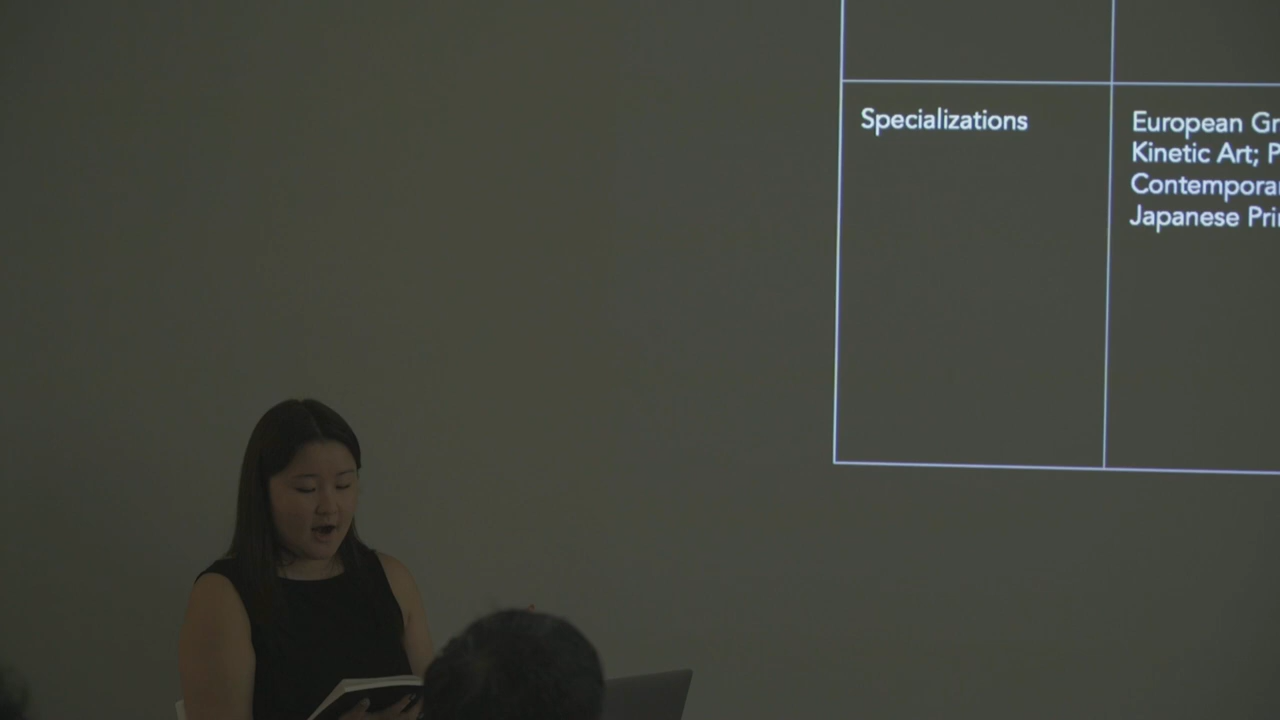 Specializations
European Gr
Kinetic Art; P
Contempora
Japanese Pri